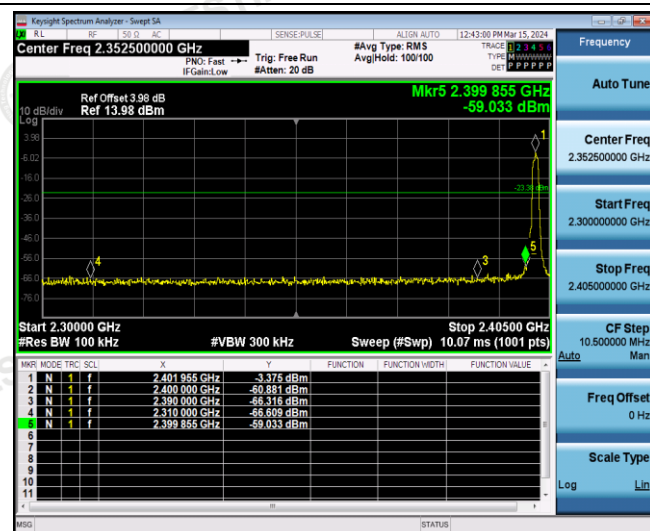 Keysight Spectrum Analyzer - Swept SA
RL RF 50 Ω AC SENSE:PULSE ALIGN AUTO 12:43:00 PM Mar 15, 2024
Center Freq 2.352500000 GHz
PNO: Fast
IFGain:Low
Trig: Free Run
#Atten: 20 dB
#Avg Type: RMS
Avg|Hold: 100/100
TRACE 1 2 3 4 5 6
TYPE M WWWWW
DET P P P P P P
Frequency
Auto Tune
Center Freq
2.352500000 GHz
Start Freq
2.300000000 GHz
Stop Freq
2.405000000 GHz
CF Step
10.500000 MHz
Auto Man
Freq Offset
0 Hz
Scale Type
Log Lin
Mkr5 2.399 855 GHz
-59.033 dBm
Ref Offset 3.98 dB
10 dB/div Ref 13.98 dBm
Log
3.98
-6.02
-16.0
-26.0
-36.0
-46.0
-56.0
-66.0
-76.0
1
-23.38 dBm
5
4
3
Start 2.30000 GHz Stop 2.40500 GHz
#Res BW 100 kHz #VBW 300 kHz Sweep (#Swp) 10.07 ms (1001 pts)
MKR MODE TRC SCL X Y FUNCTION FUNCTION WIDTH FUNCTION VALUE
1 N 1 f 2.401 955 GHz -3.375 dBm
2 N 1 f 2.400 000 GHz -60.881 dBm
3 N 1 f 2.390 000 GHz -66.316 dBm
4 N 1 f 2.310 000 GHz -66.609 dBm
5 N 1 f 2.399 855 GHz -59.033 dBm
6
7
8
9
10
11
MSG STATUS